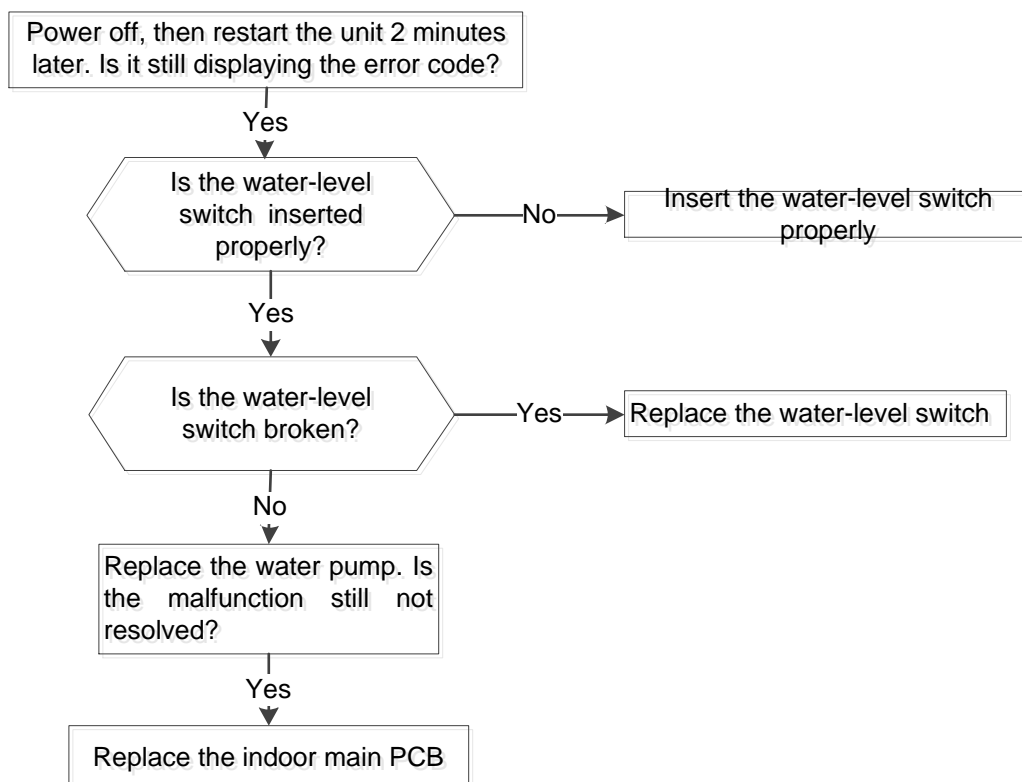 Power off, then restart the unit 2 minutes
later. Is it still displaying the error code?
Yes
Is the water-level
switch inserted
properly?
No
Insert the water-level switch
properly
Yes
Is the water-level
switch broken?
Yes
Replace the water-level switch
No
Replace the water pump. Is
the malfunction still not
resolved?
Yes
Replace the indoor main PCB